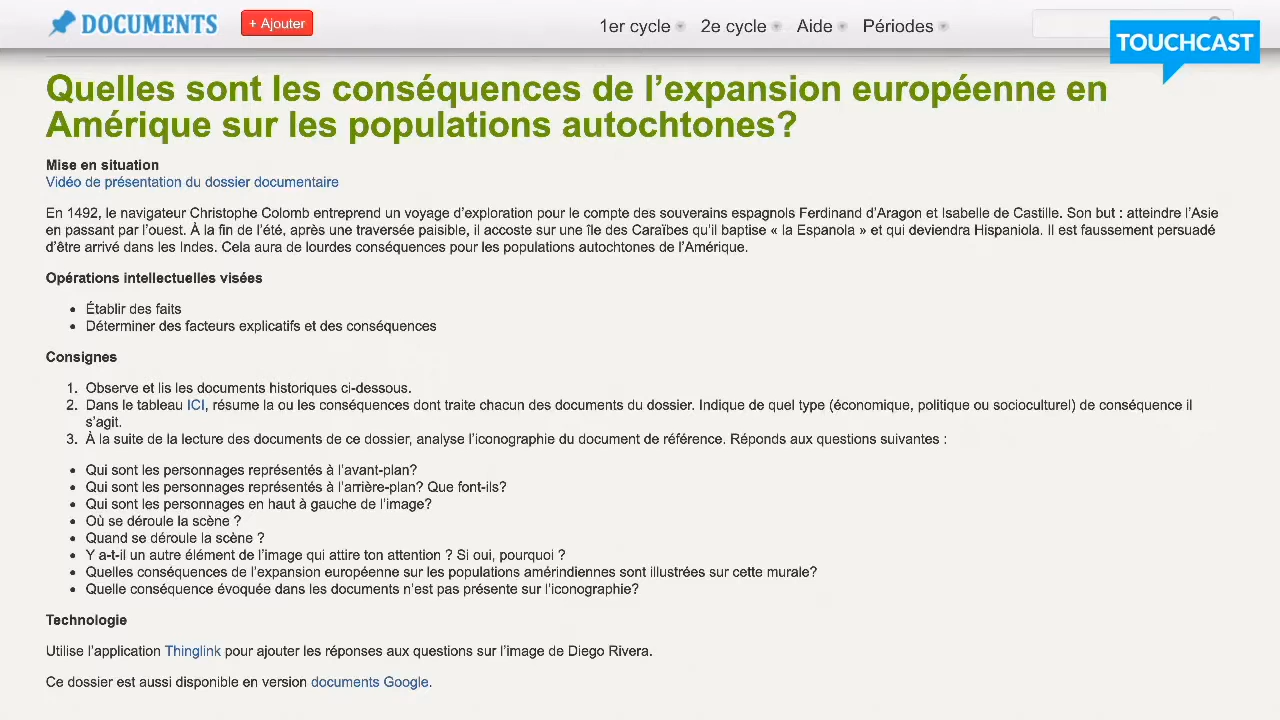 DOCUMENTS
+ Ajouter
1er cycle
2e cycle
Aide
Périodes
TOUCHCAST
Quelles sont les conséquences de l’expansion européenne en
Amérique sur les populations autochtones?
Mise en situation
Vidéo de présentation du dossier documentaire
En 1492, le navigateur Christophe Colomb entreprend un voyage d’exploration pour le compte des souverains espagnols Ferdinand d’Aragon et Isabelle de Castille. Son but : atteindre l’Asie
en passant par l’ouest. À la fin de l’été, après une traversée paisible, il accoste sur une île des Caraïbes qu’il baptise « la Espanola » et qui deviendra Hispaniola. Il est faussement persuadé
d’être arrivé dans les Indes. Cela aura de lourdes conséquences pour les populations autochtones de l’Amérique.
Opérations intellectuelles visées
• Établir des faits
• Déterminer des facteurs explicatifs et des conséquences
Consignes
1. Observe et lis les documents historiques ci-dessous.
2. Dans le tableau ICI, résume la ou les conséquences dont traite chacun des documents du dossier. Indique de quel type (économique, politique ou socioculturel) de conséquence il
s’agit.
3. À la suite de la lecture des documents de ce dossier, analyse l’iconographie du document de référence. Réponds aux questions suivantes :
• Qui sont les personnages représentés à l’avant-plan?
• Qui sont les personnages représentés à l’arrière-plan? Que font-ils?
• Qui sont les personnages en haut à gauche de l’image?
• Où se déroule la scène ?
• Quand se déroule la scène ?
• Y a-t-il un autre élément de l’image qui attire ton attention ? Si oui, pourquoi ?
• Quelles conséquences de l’expansion européenne sur les populations amérindiennes sont illustrées sur cette murale?
• Quelle conséquence évoquée dans les documents n’est pas présente sur l’iconographie?
Technologie
Utilise l’application Thinglink pour ajouter les réponses aux questions sur l’image de Diego Rivera.
Ce dossier est aussi disponible en version documents Google.